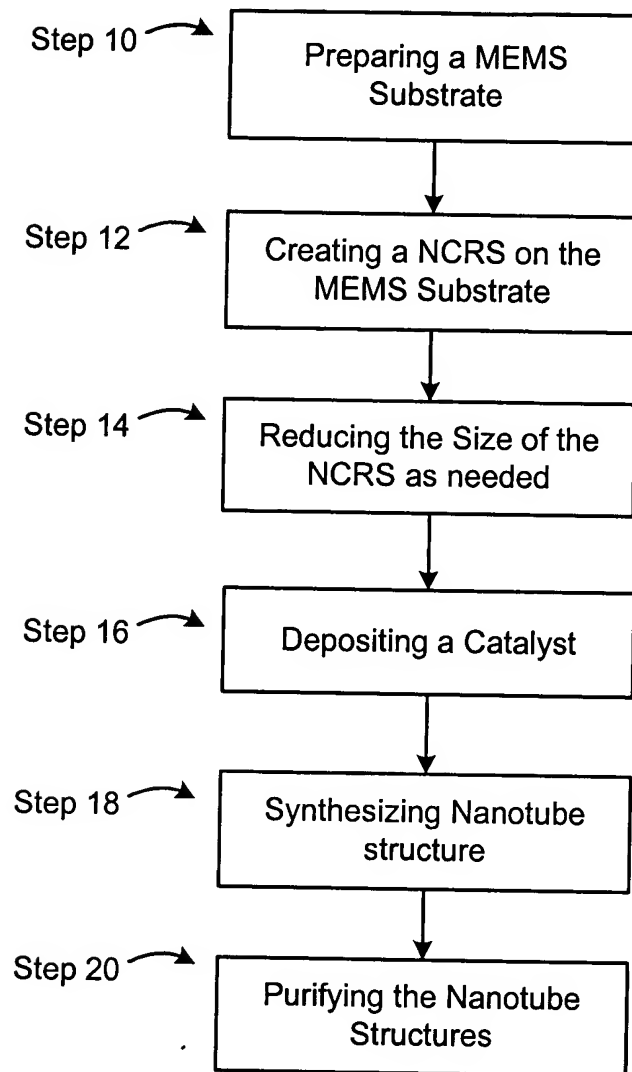 Step 10
Preparing a MEMS
Substrate
Step 12
Creating a NCRS on the
MEMS Substrate
Step 14
Reducing the Size of the
NCRS as needed
Step 16
Depositing a Catalyst
Step 18
Synthesizing Nanotube
structure
Step 20
Purifying the Nanotube
Structures